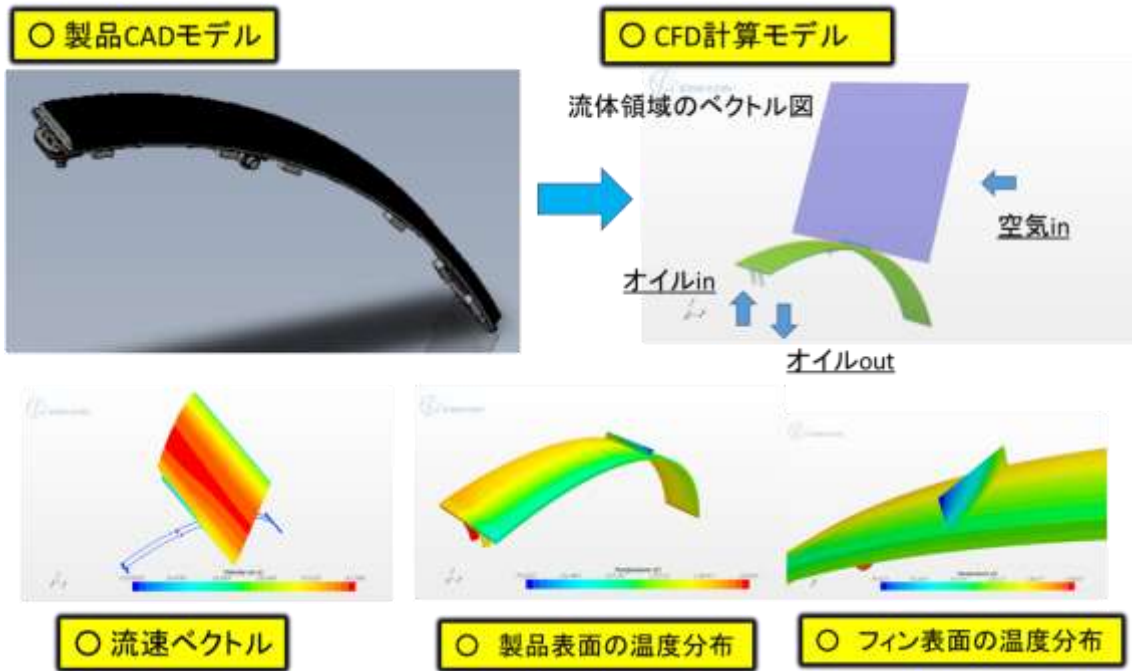 ○ 製品CADモデル
○ CFD計算モデル
流体領域のベクトル図
空気in
オイルin
オイルout
○ 流速ベクトル
○ 製品表面の温度分布
○ フィン表面の温度分布